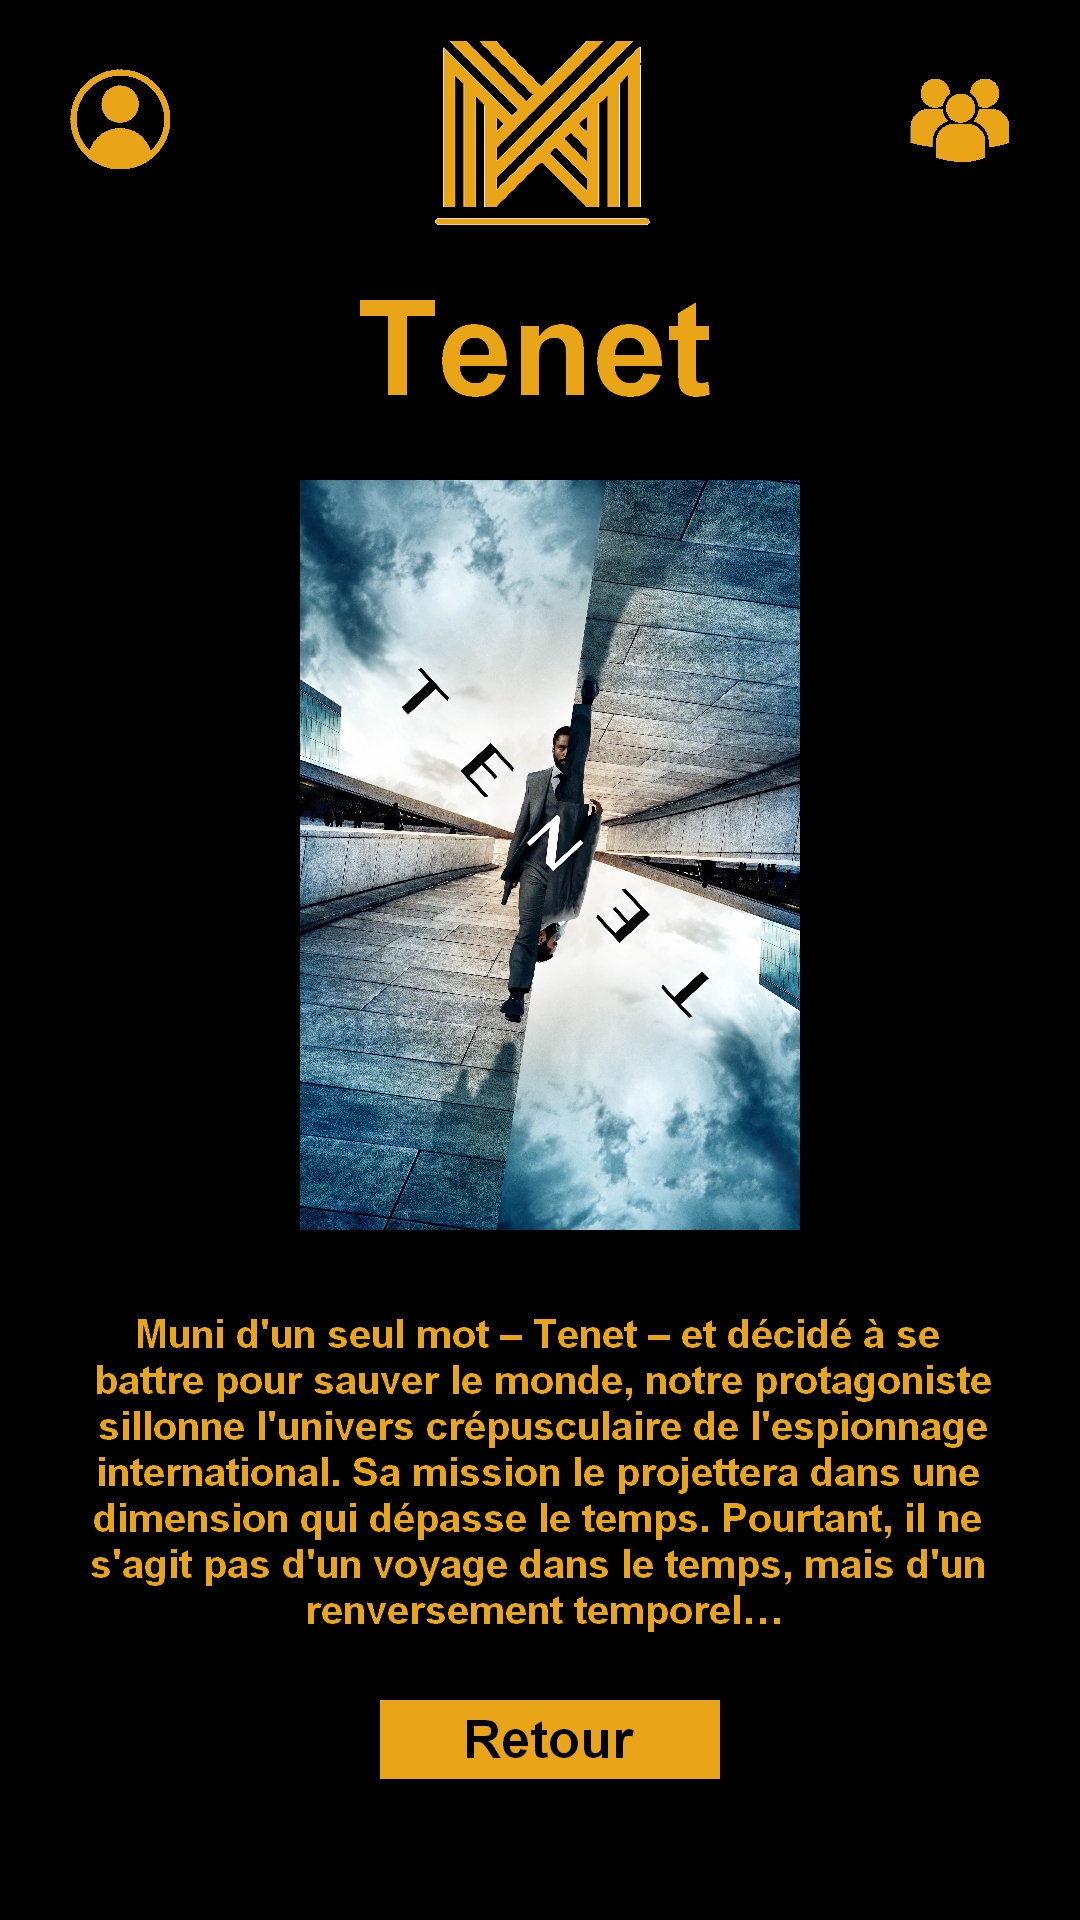 Tenet
T E N E T
Muni d'un seul mot – Tenet – et décidé à se
battre pour sauver le monde, notre protagoniste
sillonne l'univers crépusculaire de l'espionnage
international. Sa mission le projettera dans une
dimension qui dépasse le temps. Pourtant, il ne
s'agit pas d'un voyage dans le temps, mais d'un
renversement temporel...
Retour